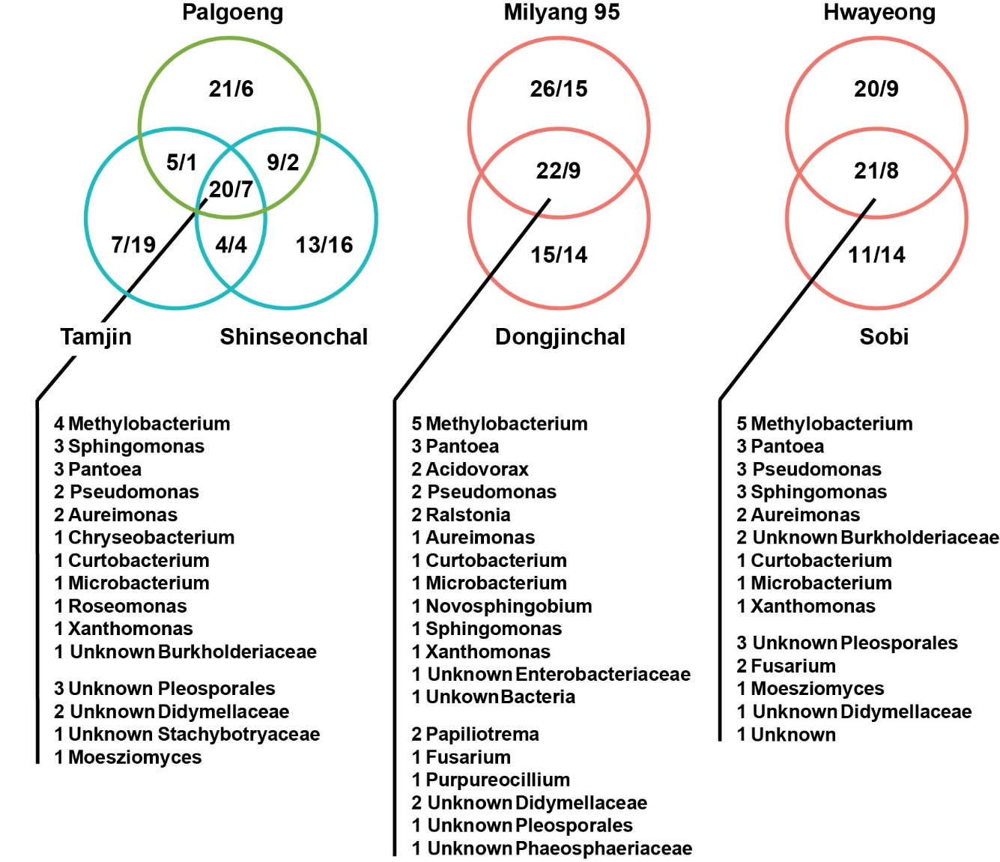 Palgoeng
21/6
5/1
9/2
20/7
7/19
4/4
13/16
Tamjin
Shinseonchal
4 Methylobacterium
3 Sphingomonas
3 Pantoea
2 Pseudomonas
2 Aureimonas
1 Chryseobacterium
1 Curtobacterium
1 Microbacterium
1 Roseomonas
1 Xanthomonas
1 Unknown Burkholderiaceae
3 Unknown Pleosporales
2 Unknown Didymellaceae
1 Unknown Stachybotryaceae
1 Moesziomyces
Milyang 95
26/15
22/9
15/14
Dongjinchal
5 Methylobacterium
3 Pantoea
2 Acidovorax
2 Pseudomonas
2 Ralstonia
1 Aureimonas
1 Curtobacterium
1 Microbacterium
1 Novosphingobium
1 Sphingomonas
1 Xanthomonas
1 Unknown Enterobacteriaceae
1 Unkown Bacteria
2 Papiliotrema
1 Fusarium
1 Purpureocillium
2 Unknown Didymellaceae
1 Unknown Pleosporales
1 Unknown Phaeosphaeriaceae
Hwayeong
20/9
21/8
11/14
Sobi
5 Methylobacterium
3 Pantoea
3 Pseudomonas
3 Sphingomonas
2 Aureimonas
2 Unknown Burkholderiaceae
1 Curtobacterium
1 Microbacterium
1 Xanthomonas
3 Unknown Pleosporales
2 Fusarium
1 Moesziomyces
1 Unknown Didymellaceae
1 Unknown